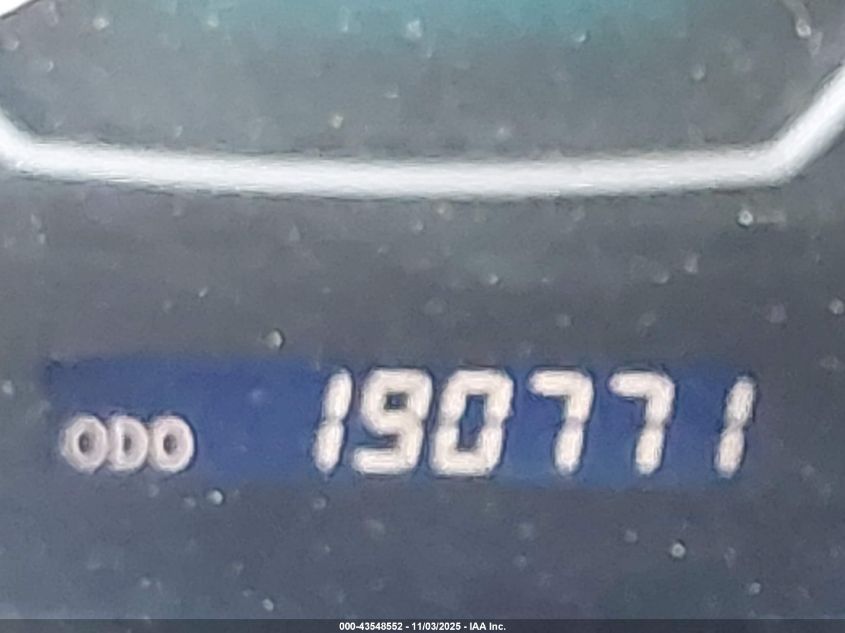 ODO 190771
000-43548552 - 11/03/2025 - IAA Inc.